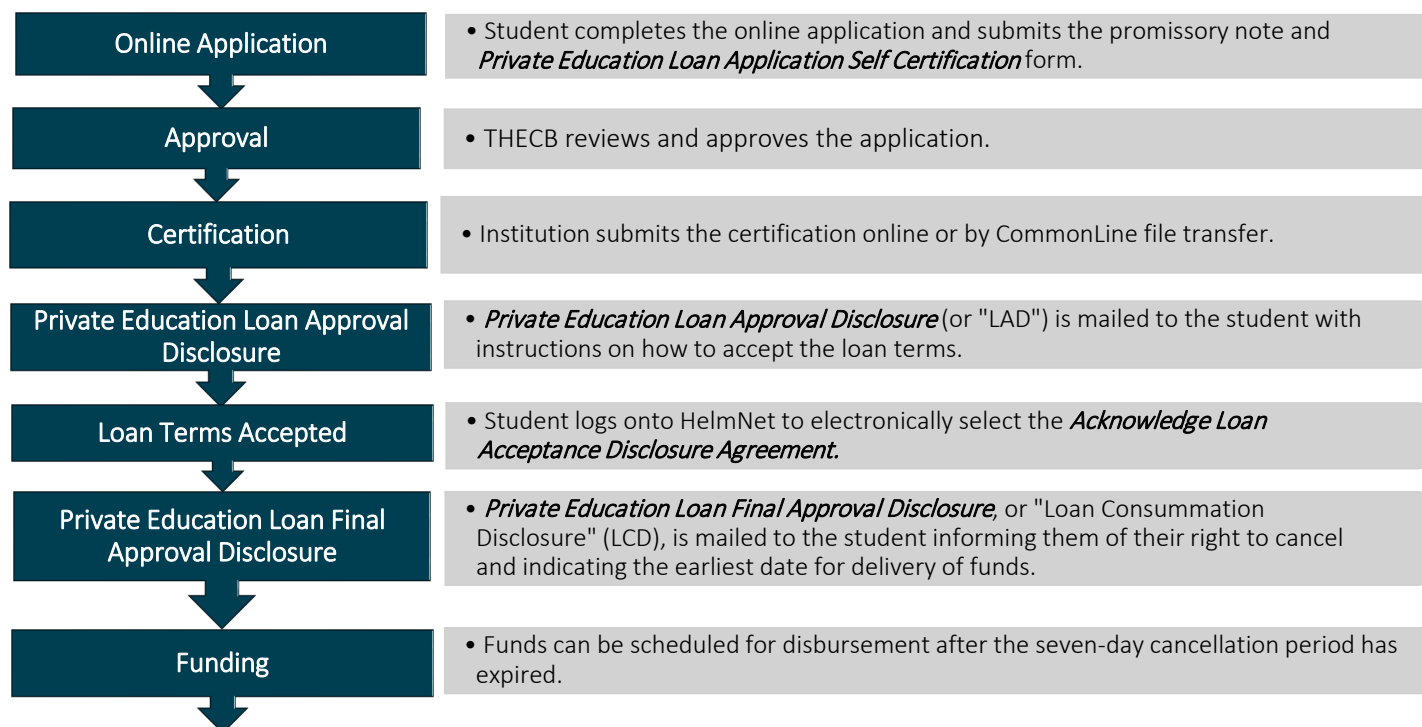 Online Application
• Student completes the online application and submits the promissory note and
Private Education Loan Application Self Certification form.
Approval
• THECB reviews and approves the application.
Certification
• Institution submits the certification online or by CommonLine file transfer.
Private Education Loan Approval
Disclosure
• Private Education Loan Approval Disclosure (or "LAD") is mailed to the student with
instructions on how to accept the loan terms.
Loan Terms Accepted
• Student logs onto HelmNet to electronically select the Acknowledge Loan
Acceptance Disclosure Agreement.
Private Education Loan Final
Approval Disclosure
• Private Education Loan Final Approval Disclosure, or "Loan Consummation
Disclosure" (LCD), is mailed to the student informing them of their right to cancel
and indicating the earliest date for delivery of funds.
Funding
• Funds can be scheduled for disbursement after the seven-day cancellation period has
expired.